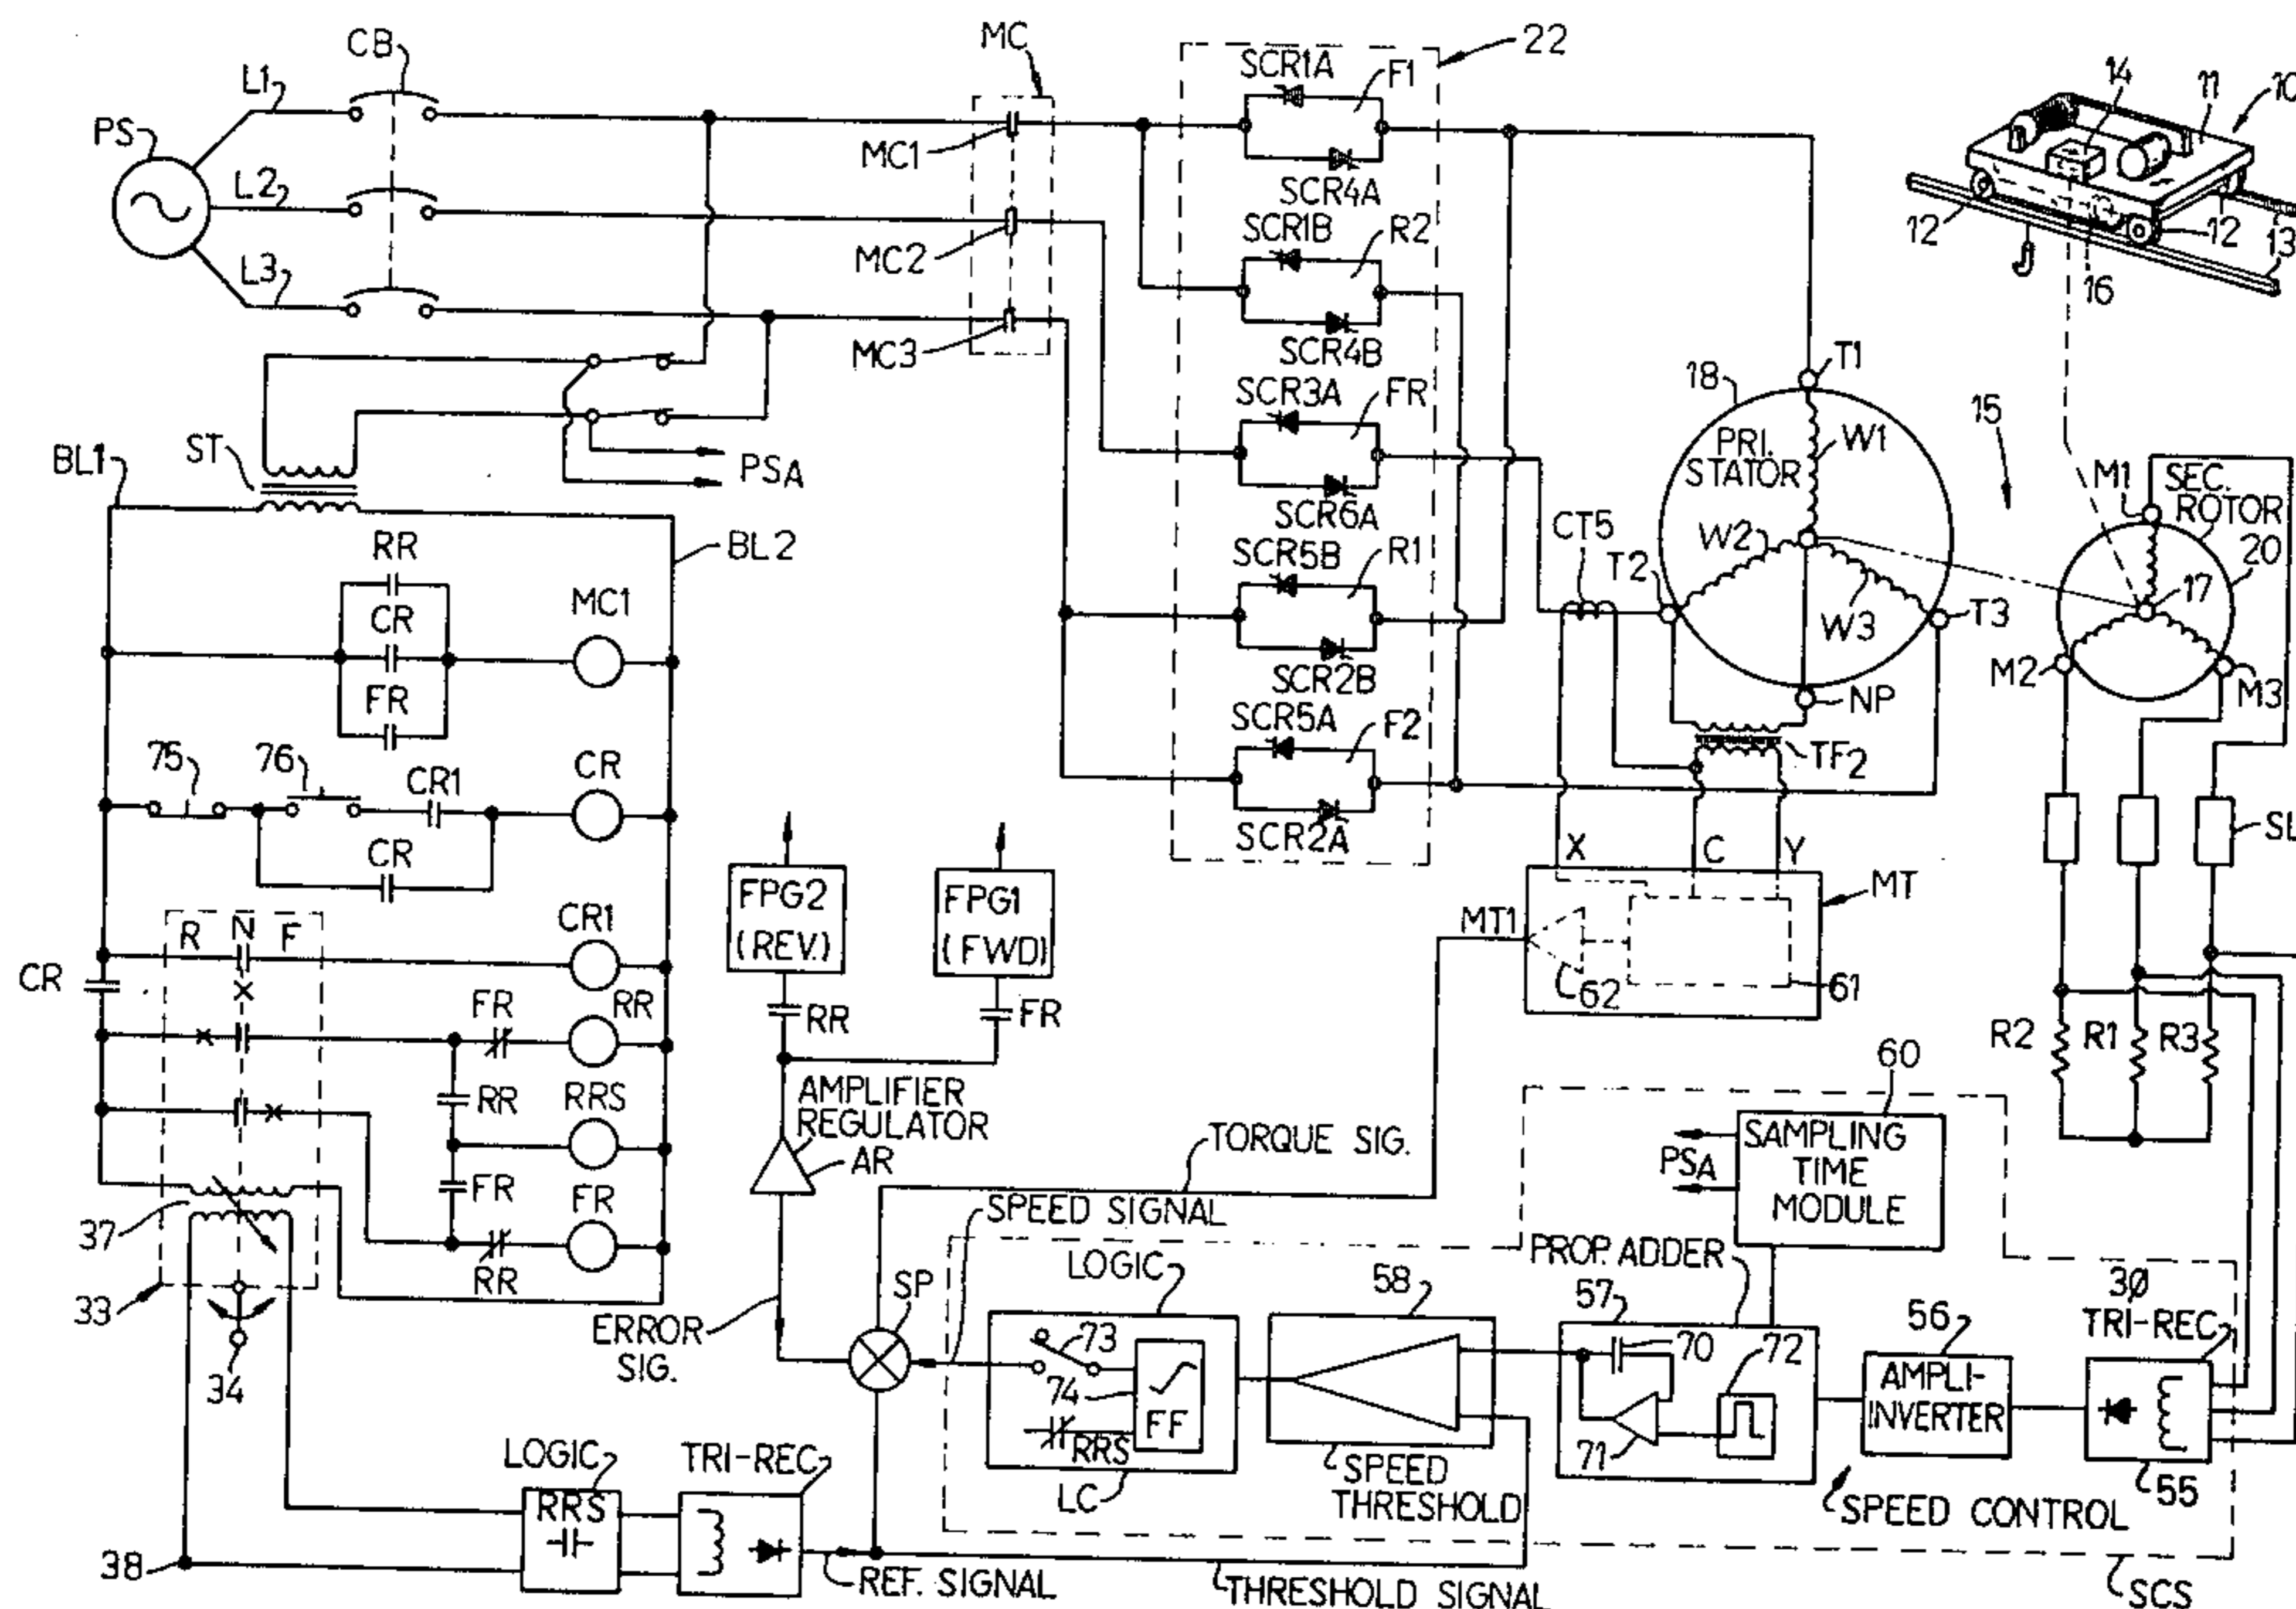 CB
MC
22
L1
SCR1A
F1
14
11
10
PS
MC1
L2
SCR4A
SCR1B
R2
12
12
12
13
16
L3
MC2
MC3
SCR4B
T1
18
SCR3A
FR
W1
15
ST
BL1
PSA
PRI.
STATOR
M1
SEC.
ROTOR
20
SCR6A
CT5
RR
BL2
W2
SCR5B
R1
T2
17
CR
MC1
W3
T3
FR
SCR2B
M2
M3
NP
SCR5A
F2
75
76
CR1
CR
TF2
CR
SCR2A
SL
X
C
Y
FPG2
(REV.)
FPG1
(FWD)
MT
MT1
R
N
F
CR1
62
61
CR
FR
RR
RR
FR
R2
R1
R3
60
RR
RRS
AMPLIFIER
REGULATOR
AR
TORQUE SIG.
SAMPLING
TIME
MODULE
PSA
FR
FR
SPEED SIGNAL
37
PROP. ADDER
LOGIC
58
30
RR
SP
57
TRI-REC
33
ERROR
SIG.
73
70
72
56
34
74
FF
AMPLI-
INVERTER
RRS
71
LOGIC
TRI-REC
LC
SPEED
THRESHOLD
55
RRS
SPEED CONTROL
38
REF. SIGNAL
THRESHOLD SIGNAL
SCS